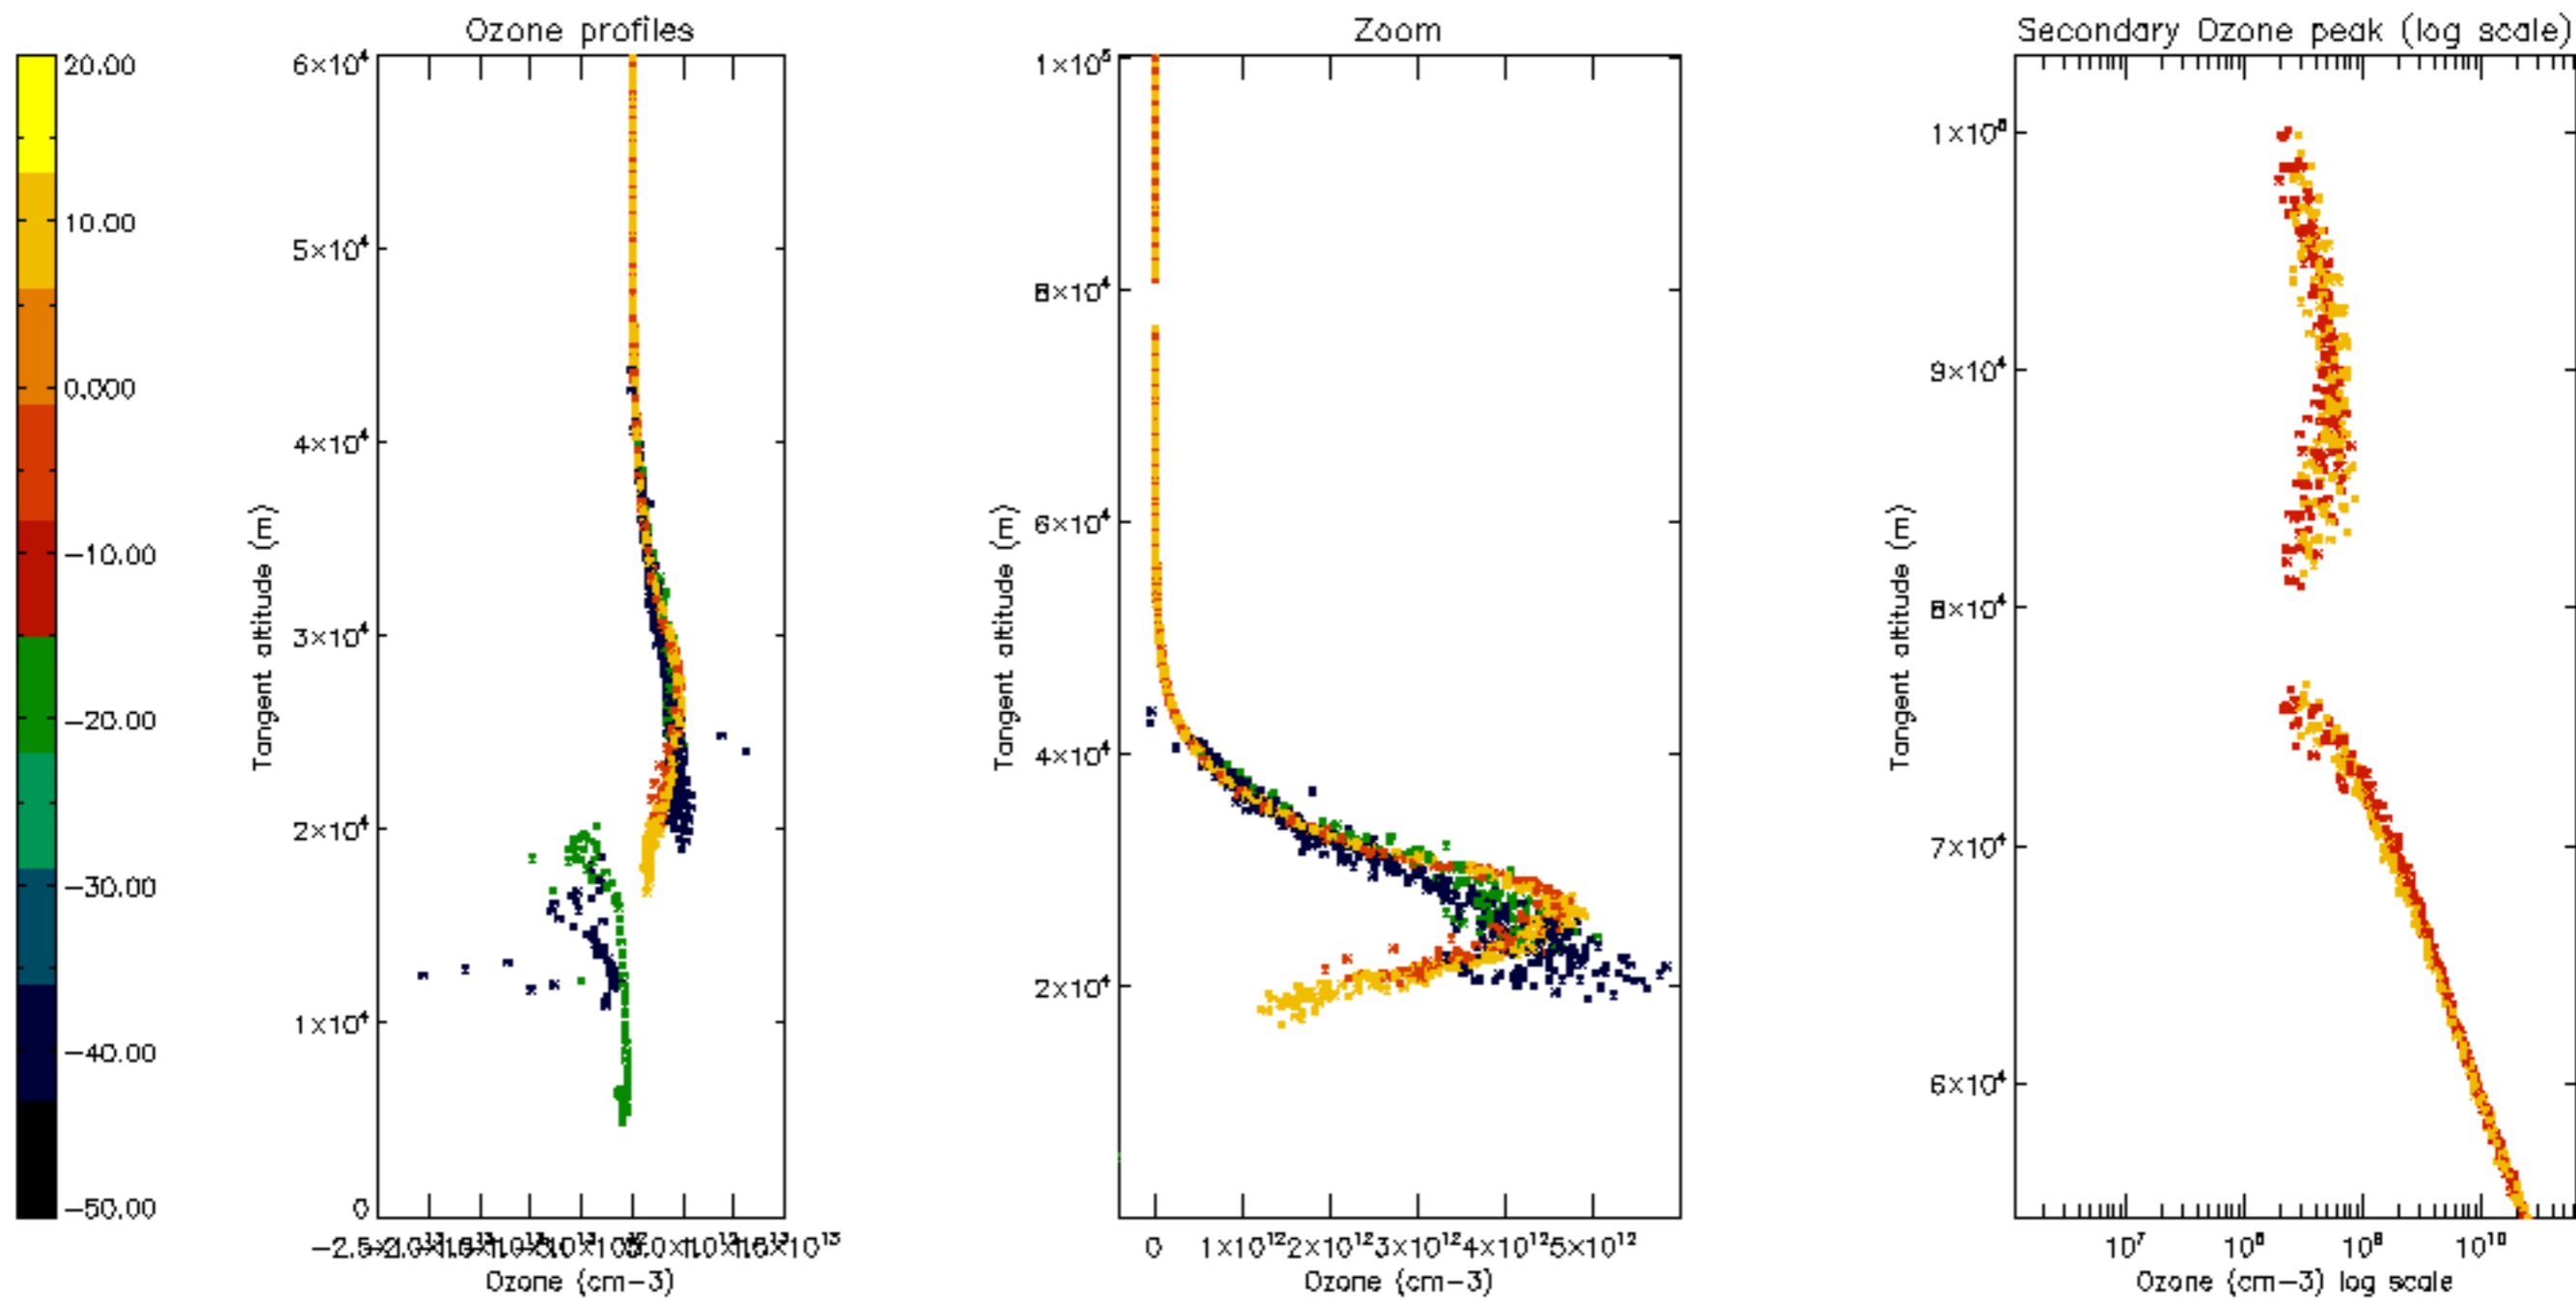 Ozone profiles
Zoom
Secondary Ozone peak (log scale)
20.00
10.00
0.000
−10.00
−20.00
−30.00
−40.00
−50.00
6×10⁴
5×10⁴
4×10⁴
3×10⁴
2×10⁴
1×10⁴
0
Tangent altitude (m)
Ozone (cm−3)
1×10⁵
8×10⁴
6×10⁴
4×10⁴
2×10⁴
Tangent altitude (m)
0 1×10¹² 2×10¹² 3×10¹² 4×10¹² 5×10¹²
Ozone (cm−3)
9×10⁴
8×10⁴
7×10⁴
6×10⁴
Tangent altitude (m)
10⁷ 10⁸ 10⁹ 10¹⁰
Ozone (cm−3) log scale